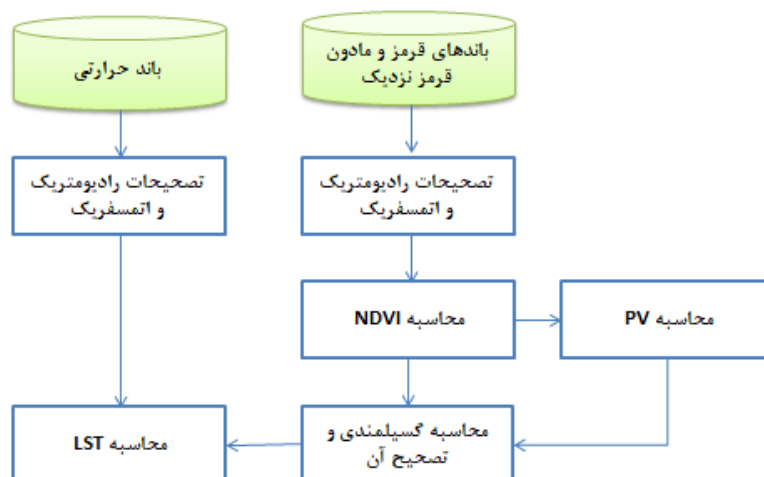 باند حرارتی
باندهای قرمز و مادون
قرمز نزدیک
تصحیحات رادیومتریک
و اتمسفریک
تصحیحات رادیومتریک
و اتمسفریک
محاسبه NDVI
محاسبه PV
محاسبه LST
محاسبه گسیلمندی و
تصحیح آن